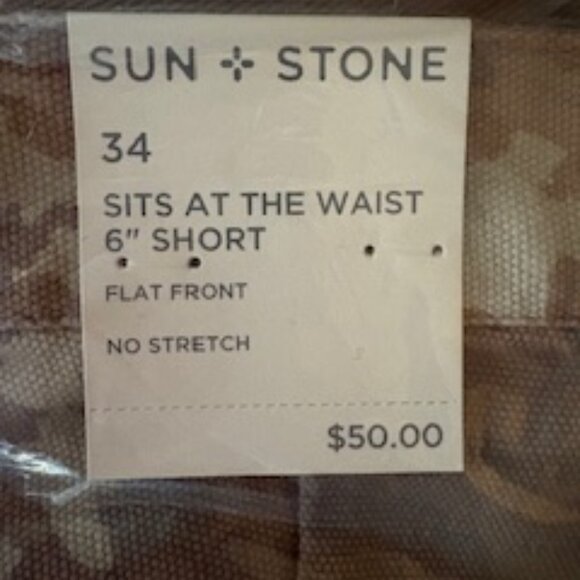 SUN + STONE
34
SITS AT THE WAIST
6" SHORT
FLAT FRONT
NO STRETCH
$50.00